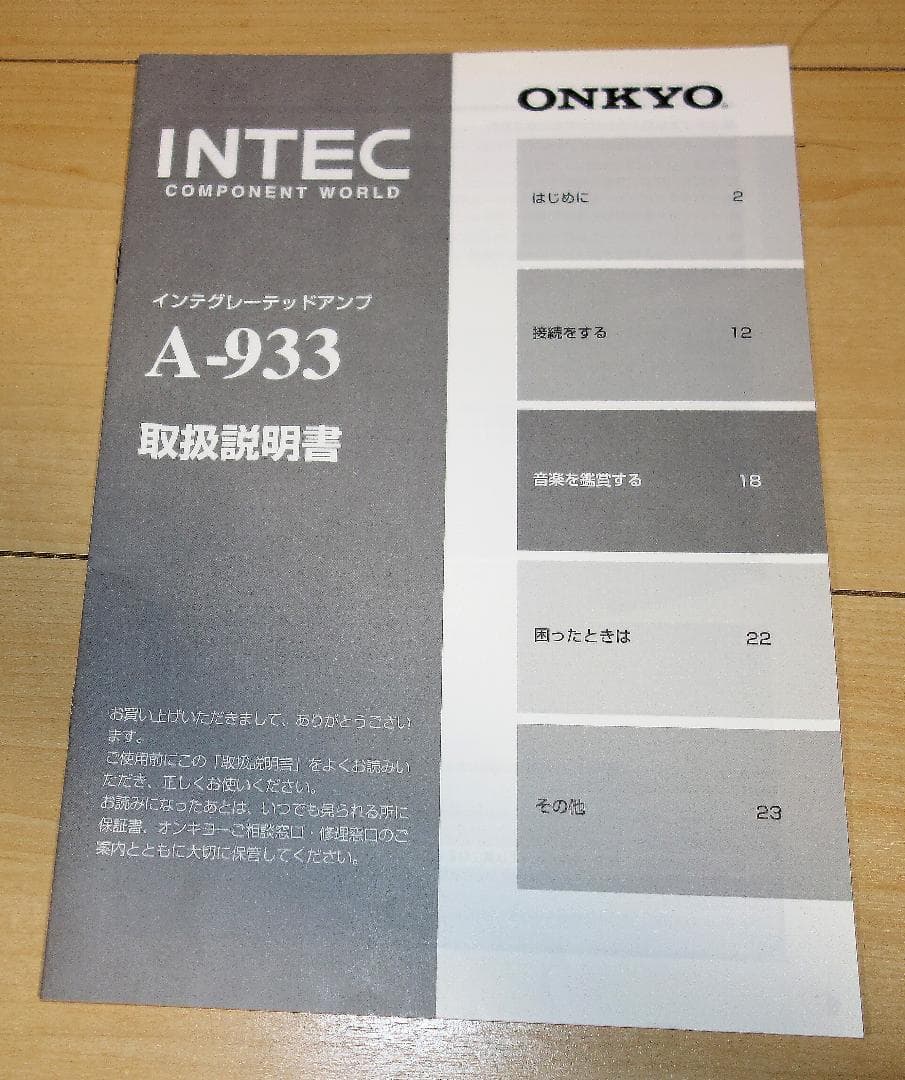 INTEC
COMPONENT WORLD
インテグレーテッドアンプ
A-933
取扱説明書
お買い上げいただきまして、ありがとうござい
ます。
ご使用前にこの「取扱説明書」をよくお読みい
ただき、正しくお使いください。
お読みになったあとは、いつでも見られる所に
保証書、オンキヨーご相談窓口・修理窓口のご
案内とともに大切に保管してください。
ONKYO
はじめに 2
接続をする 12
音楽を鑑賞する 18
困ったときは 22
その他 23